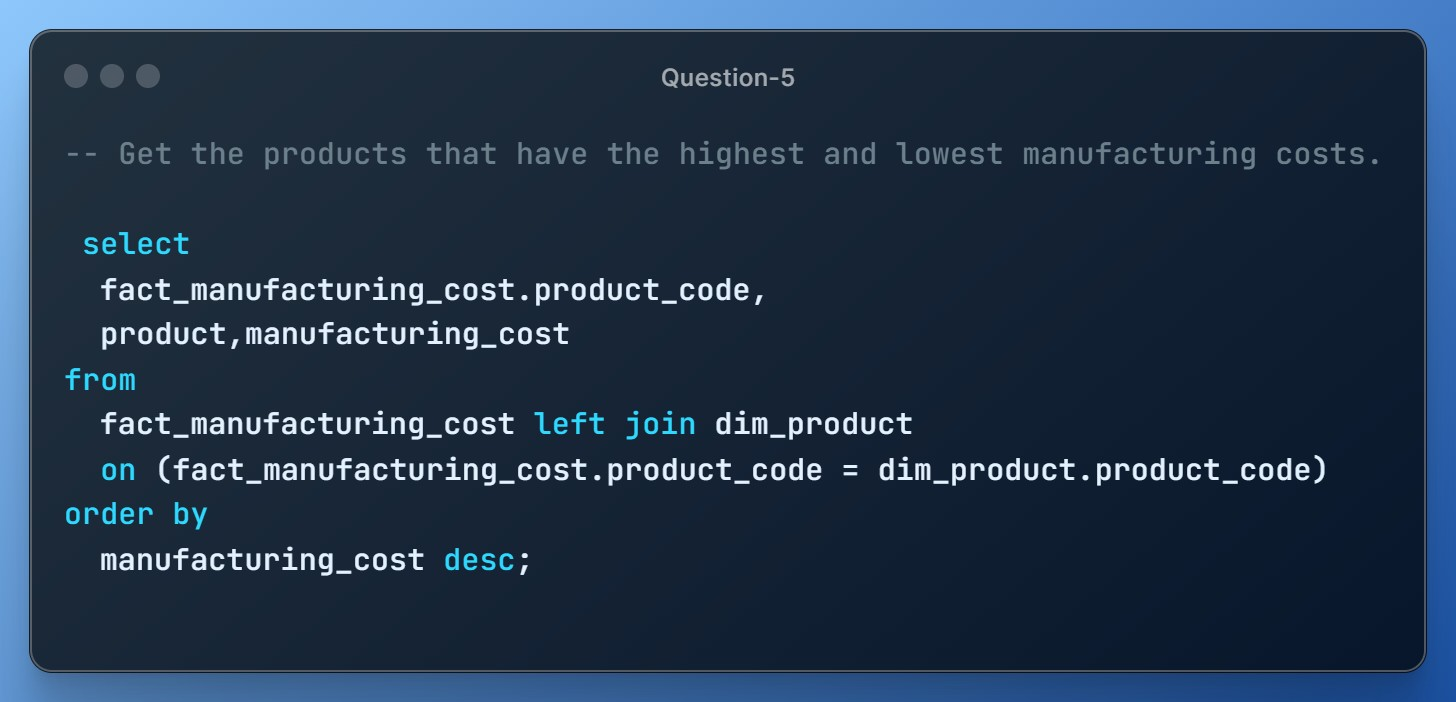 Question-5
-- Get the products that have the highest and lowest manufacturing costs.
select
fact_manufacturing_cost.product_code,
product,manufacturing_cost
from
fact_manufacturing_cost left join dim_product
on (fact_manufacturing_cost.product_code = dim_product.product_code)
order by
manufacturing_cost desc;